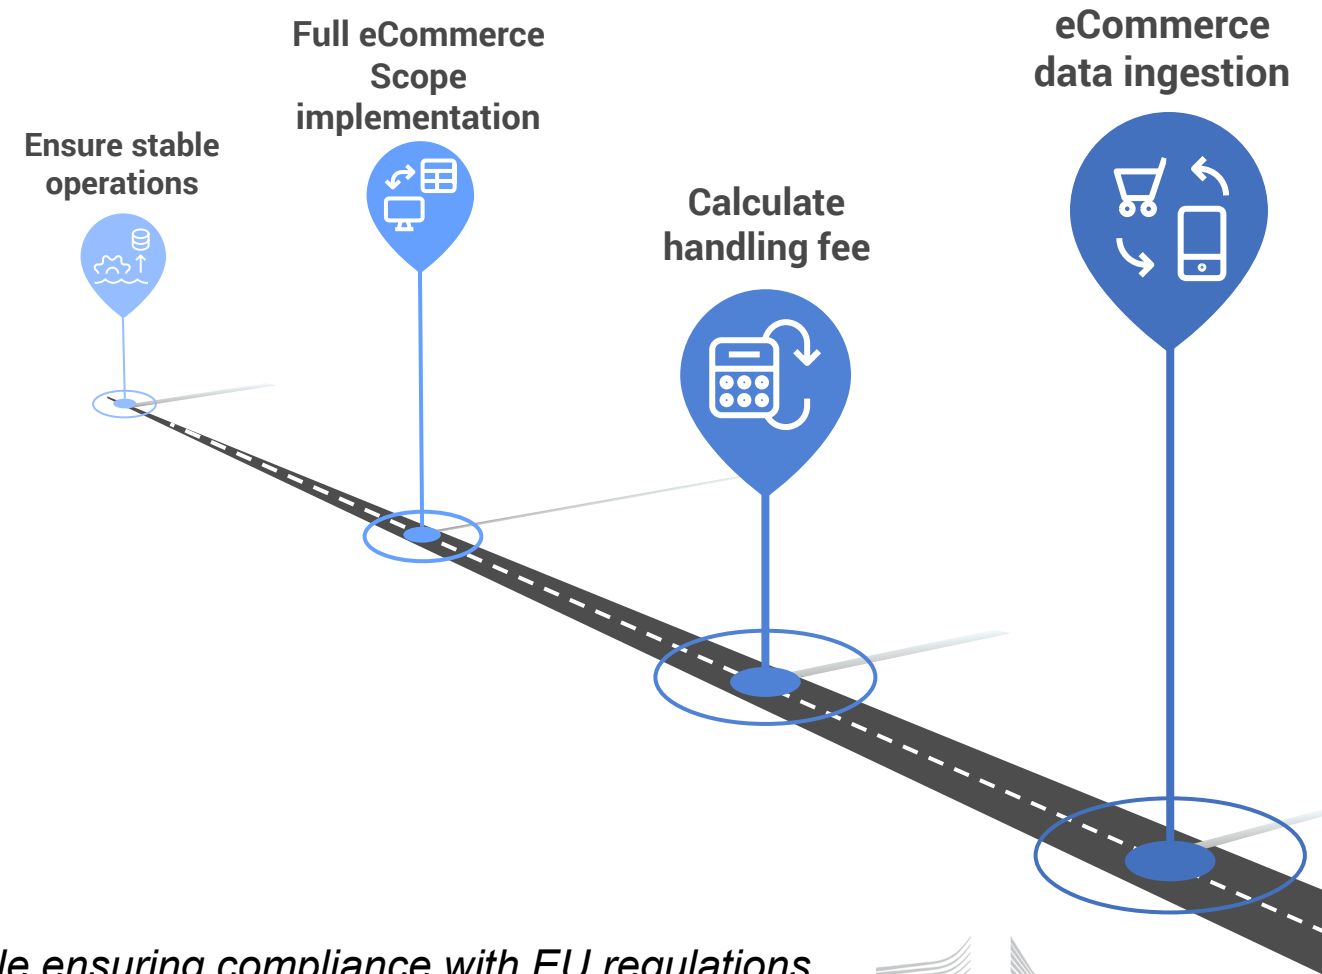 Ensure stable
operations
Full eCommerce
Scope
implementation
Calculate
handling fee
eCommerce
data ingestion
ensuring compliance with EU regulations